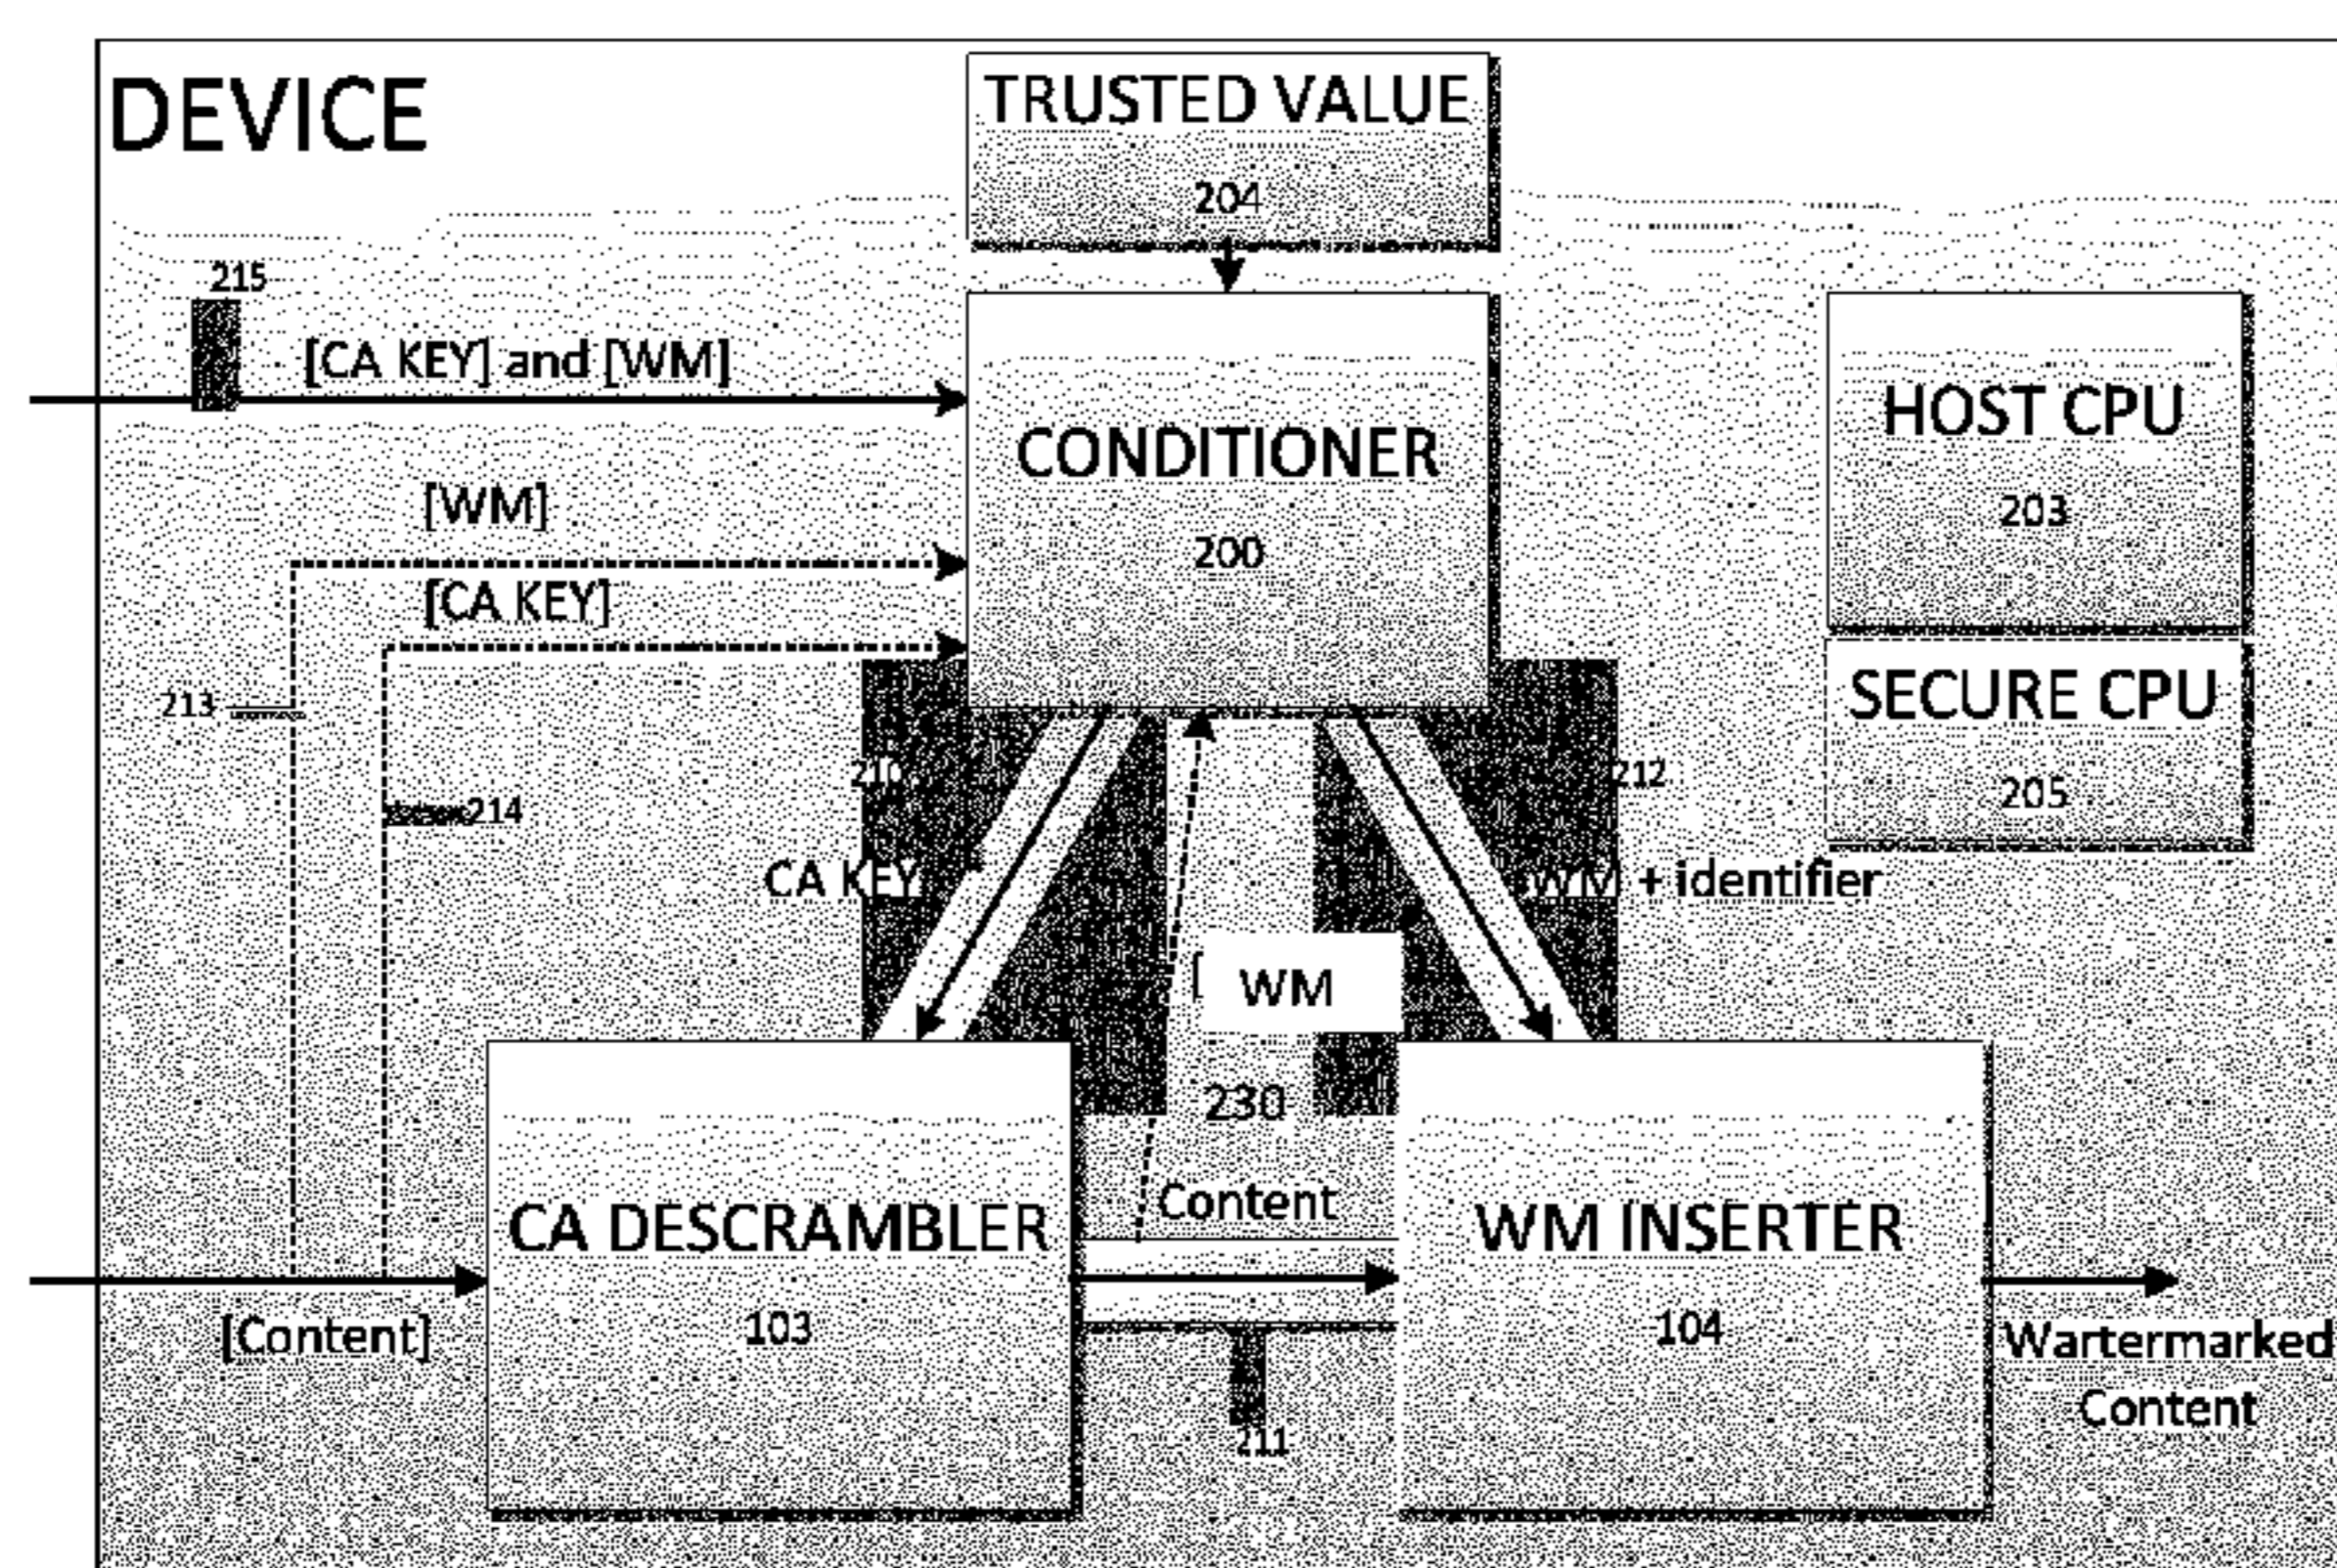 DEVICE
TRUSTED VALUE
204
215
[CA KEY] and [WM]
CONDITIONER
200
HOST CPU
203
[WM]
[CA KEY]
SECURE CPU
205
213
214
212
CA KEY
WM + identifier
[ WM
230
Content
CA DESCRAMBLER
103
WM INSERTER
104
[Content]
Wartermarked
Content
211